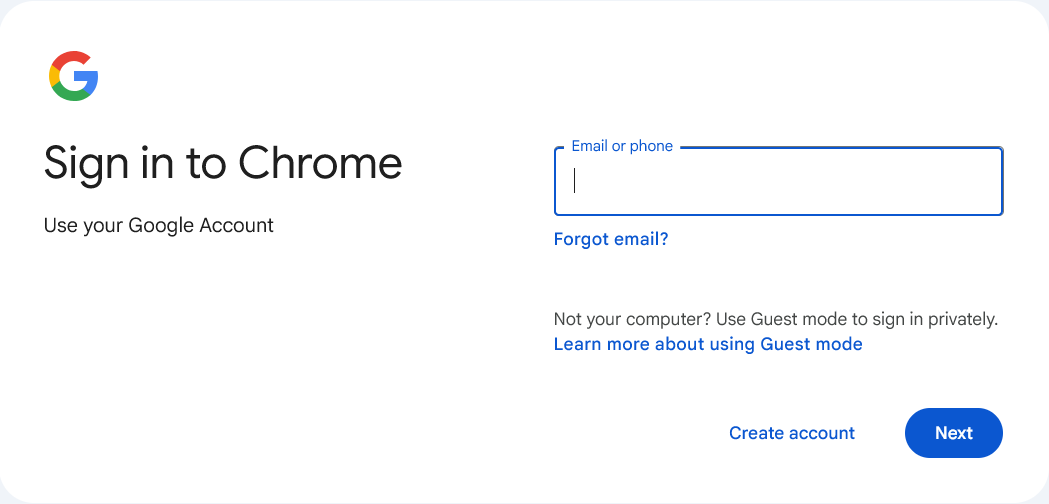 Sign in to Chrome
Use your Google Account
Email or phone
Forgot email?
Not your computer? Use Guest mode to sign in privately.
Learn more about using Guest mode
Create account
Next